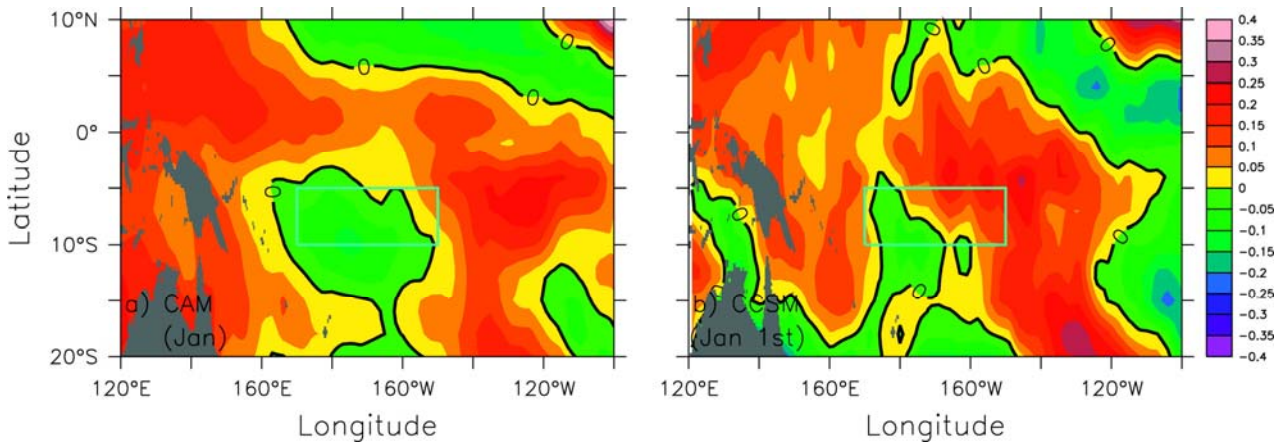 10°N
0°
10°S
20°S
Latitude
120°E
160°E
160°W
120°W
Longitude
a) CAM
(Jan)
0
0
0
0
0
120°E
160°E
160°W
120°W
Longitude
b) CCSM
(Jan 1st)
0
0
0
0
0
0
0.4
0.35
0.3
0.25
0.2
0.15
0.1
0.05
0
-0.05
-0.1
-0.15
-0.2
-0.25
-0.3
-0.35
-0.4